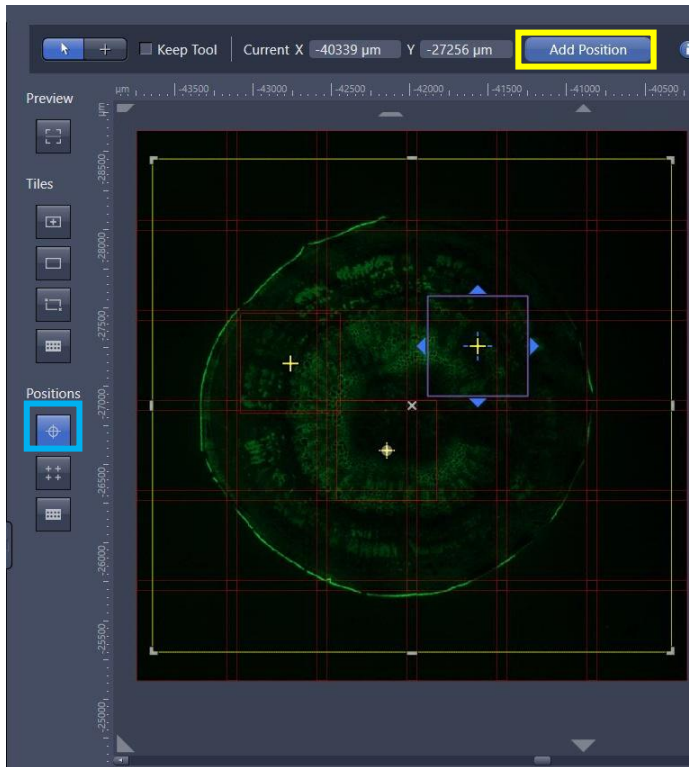 Keep Tool Current X -40339 µm Y -27256 µm Add Position
µm -43500 -43000 -42500 -42000 -41500 -41000 -40500
Preview
µm
-28500
Tiles
-28000
-27500
Positions
-27000
-26500
-26000
-25500
-25000